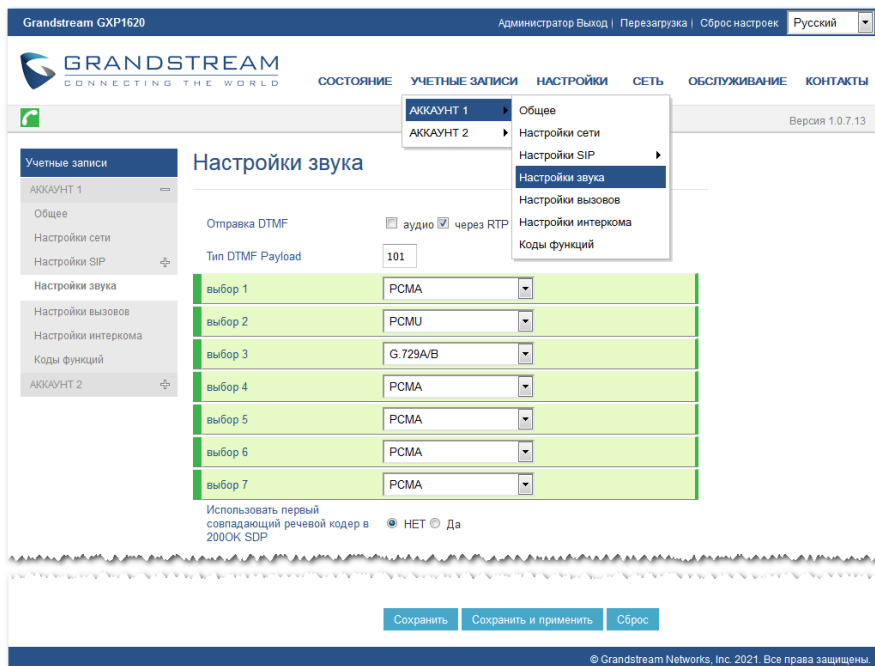 Grandstream GXP1620
Администратор Выход | Перезагрузка | Сброс настроек
Русский
GRANDSTREAM
CONNECTING THE WORLD
СОСТОЯНИЕ УЧЕТНЫЕ ЗАПИСИ НАСТРОЙКИ СЕТЬ ОБСЛУЖИВАНИЕ КОНТАКТЫ
АККАУНТ 1
АККАУНТ 2
Общее
Настройки сети
Настройки SIP
Настройки звука
Настройки вызовов
Настройки интеркома
Коды функций
Версия 1.0.7.13
Учетные записи
АККАУНТ 1
Общее
Настройки сети
Настройки SIP
Настройки звука
Настройки вызовов
Настройки интеркома
Коды функций
АККАУНТ 2
Настройки звука
Отправка DTMF аудио через RTP
Тип DTMF Payload 101
выбор 1 PCMA
выбор 2 PCMU
выбор 3 G.729A/B
выбор 4 PCMA
выбор 5 PCMA
выбор 6 PCMA
выбор 7 PCMA
Использовать первый
совпадающий речевой кодер в НЕТ Да
200OK SDP
Сохранить Сохранить и применить Сброс
© Grandstream Networks, Inc. 2021. Все права защищены.